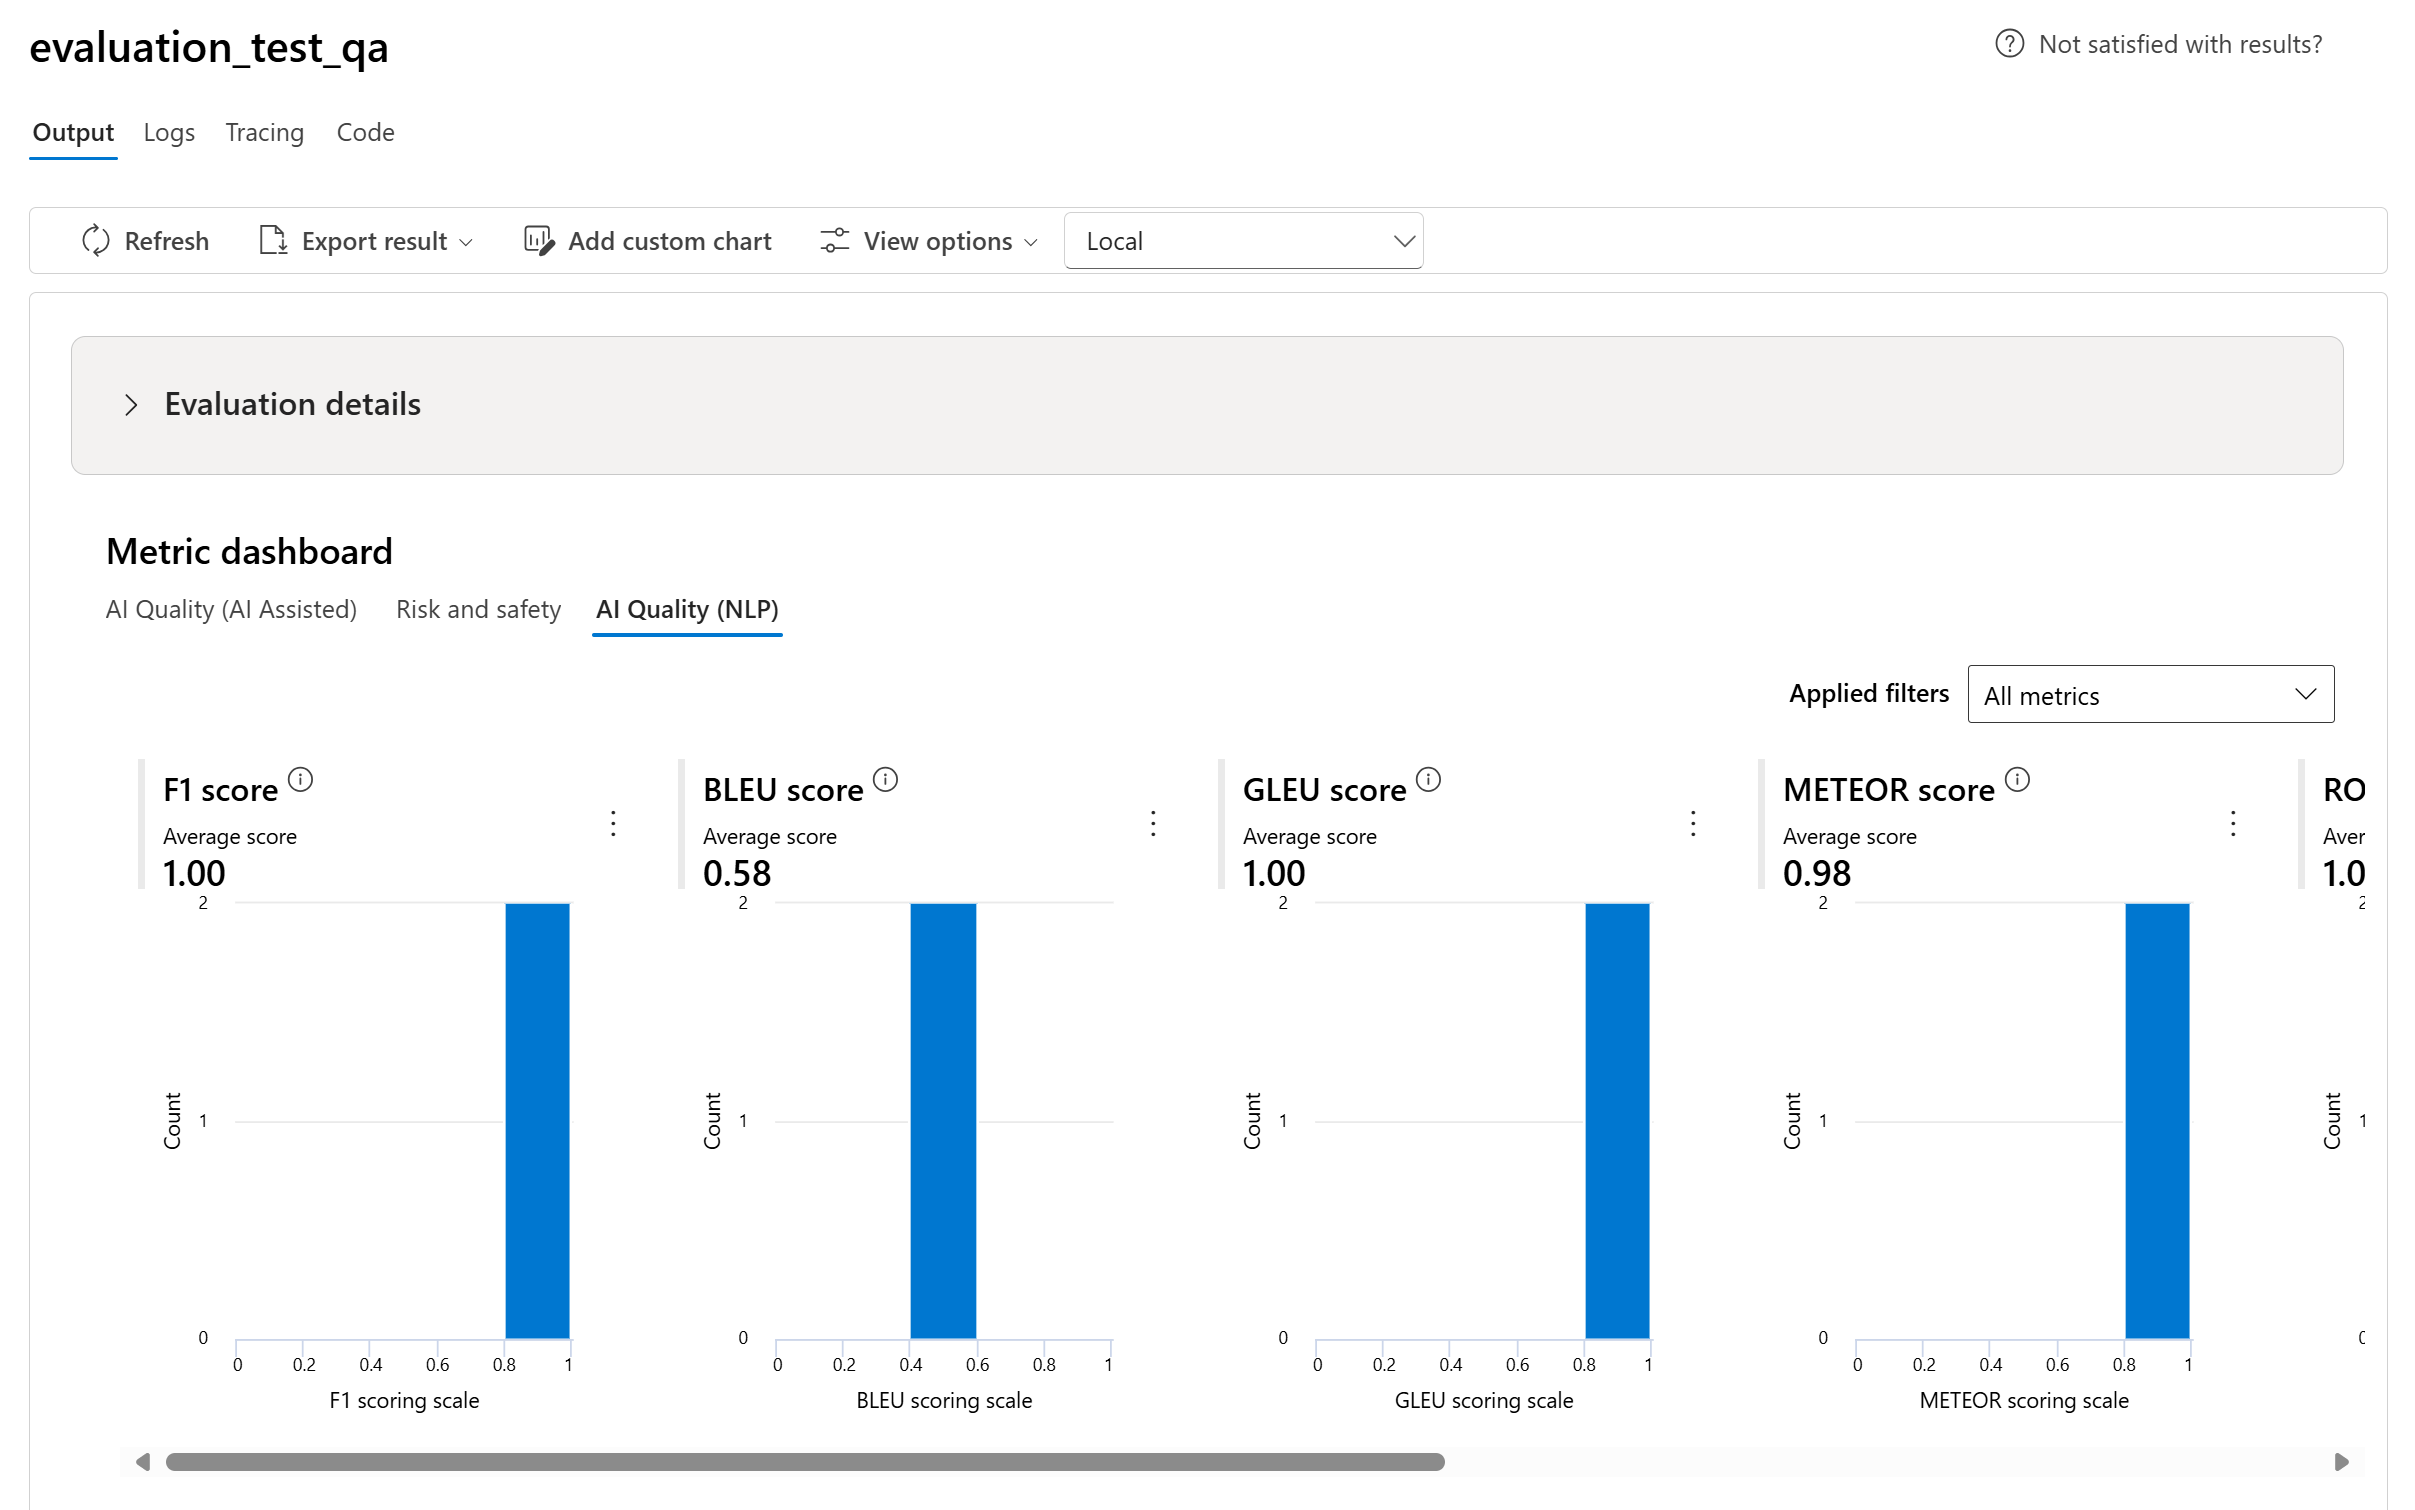 evaluation_test_qa
Not satisfied with results?
Output Logs Tracing Code
Refresh Export result Add custom chart View options Local
Evaluation details
Metric dashboard
AI Quality (AI Assisted) Risk and safety AI Quality (NLP)
Applied filters All metrics
F1 score
Average score
1.00
2
1
0
Count
0 0.2 0.4 0.6 0.8 1
F1 scoring scale
BLEU score
Average score
0.58
2
1
0
Count
0 0.2 0.4 0.6 0.8 1
BLEU scoring scale
GLEU score
Average score
1.00
2
1
0
Count
0 0.2 0.4 0.6 0.8 1
GLEU scoring scale
METEOR score
Average score
0.98
2
1
0
Count
0 0.2 0.4 0.6 0.8 1
METEOR scoring scale
RO
Aver
1.0
2
1
Count